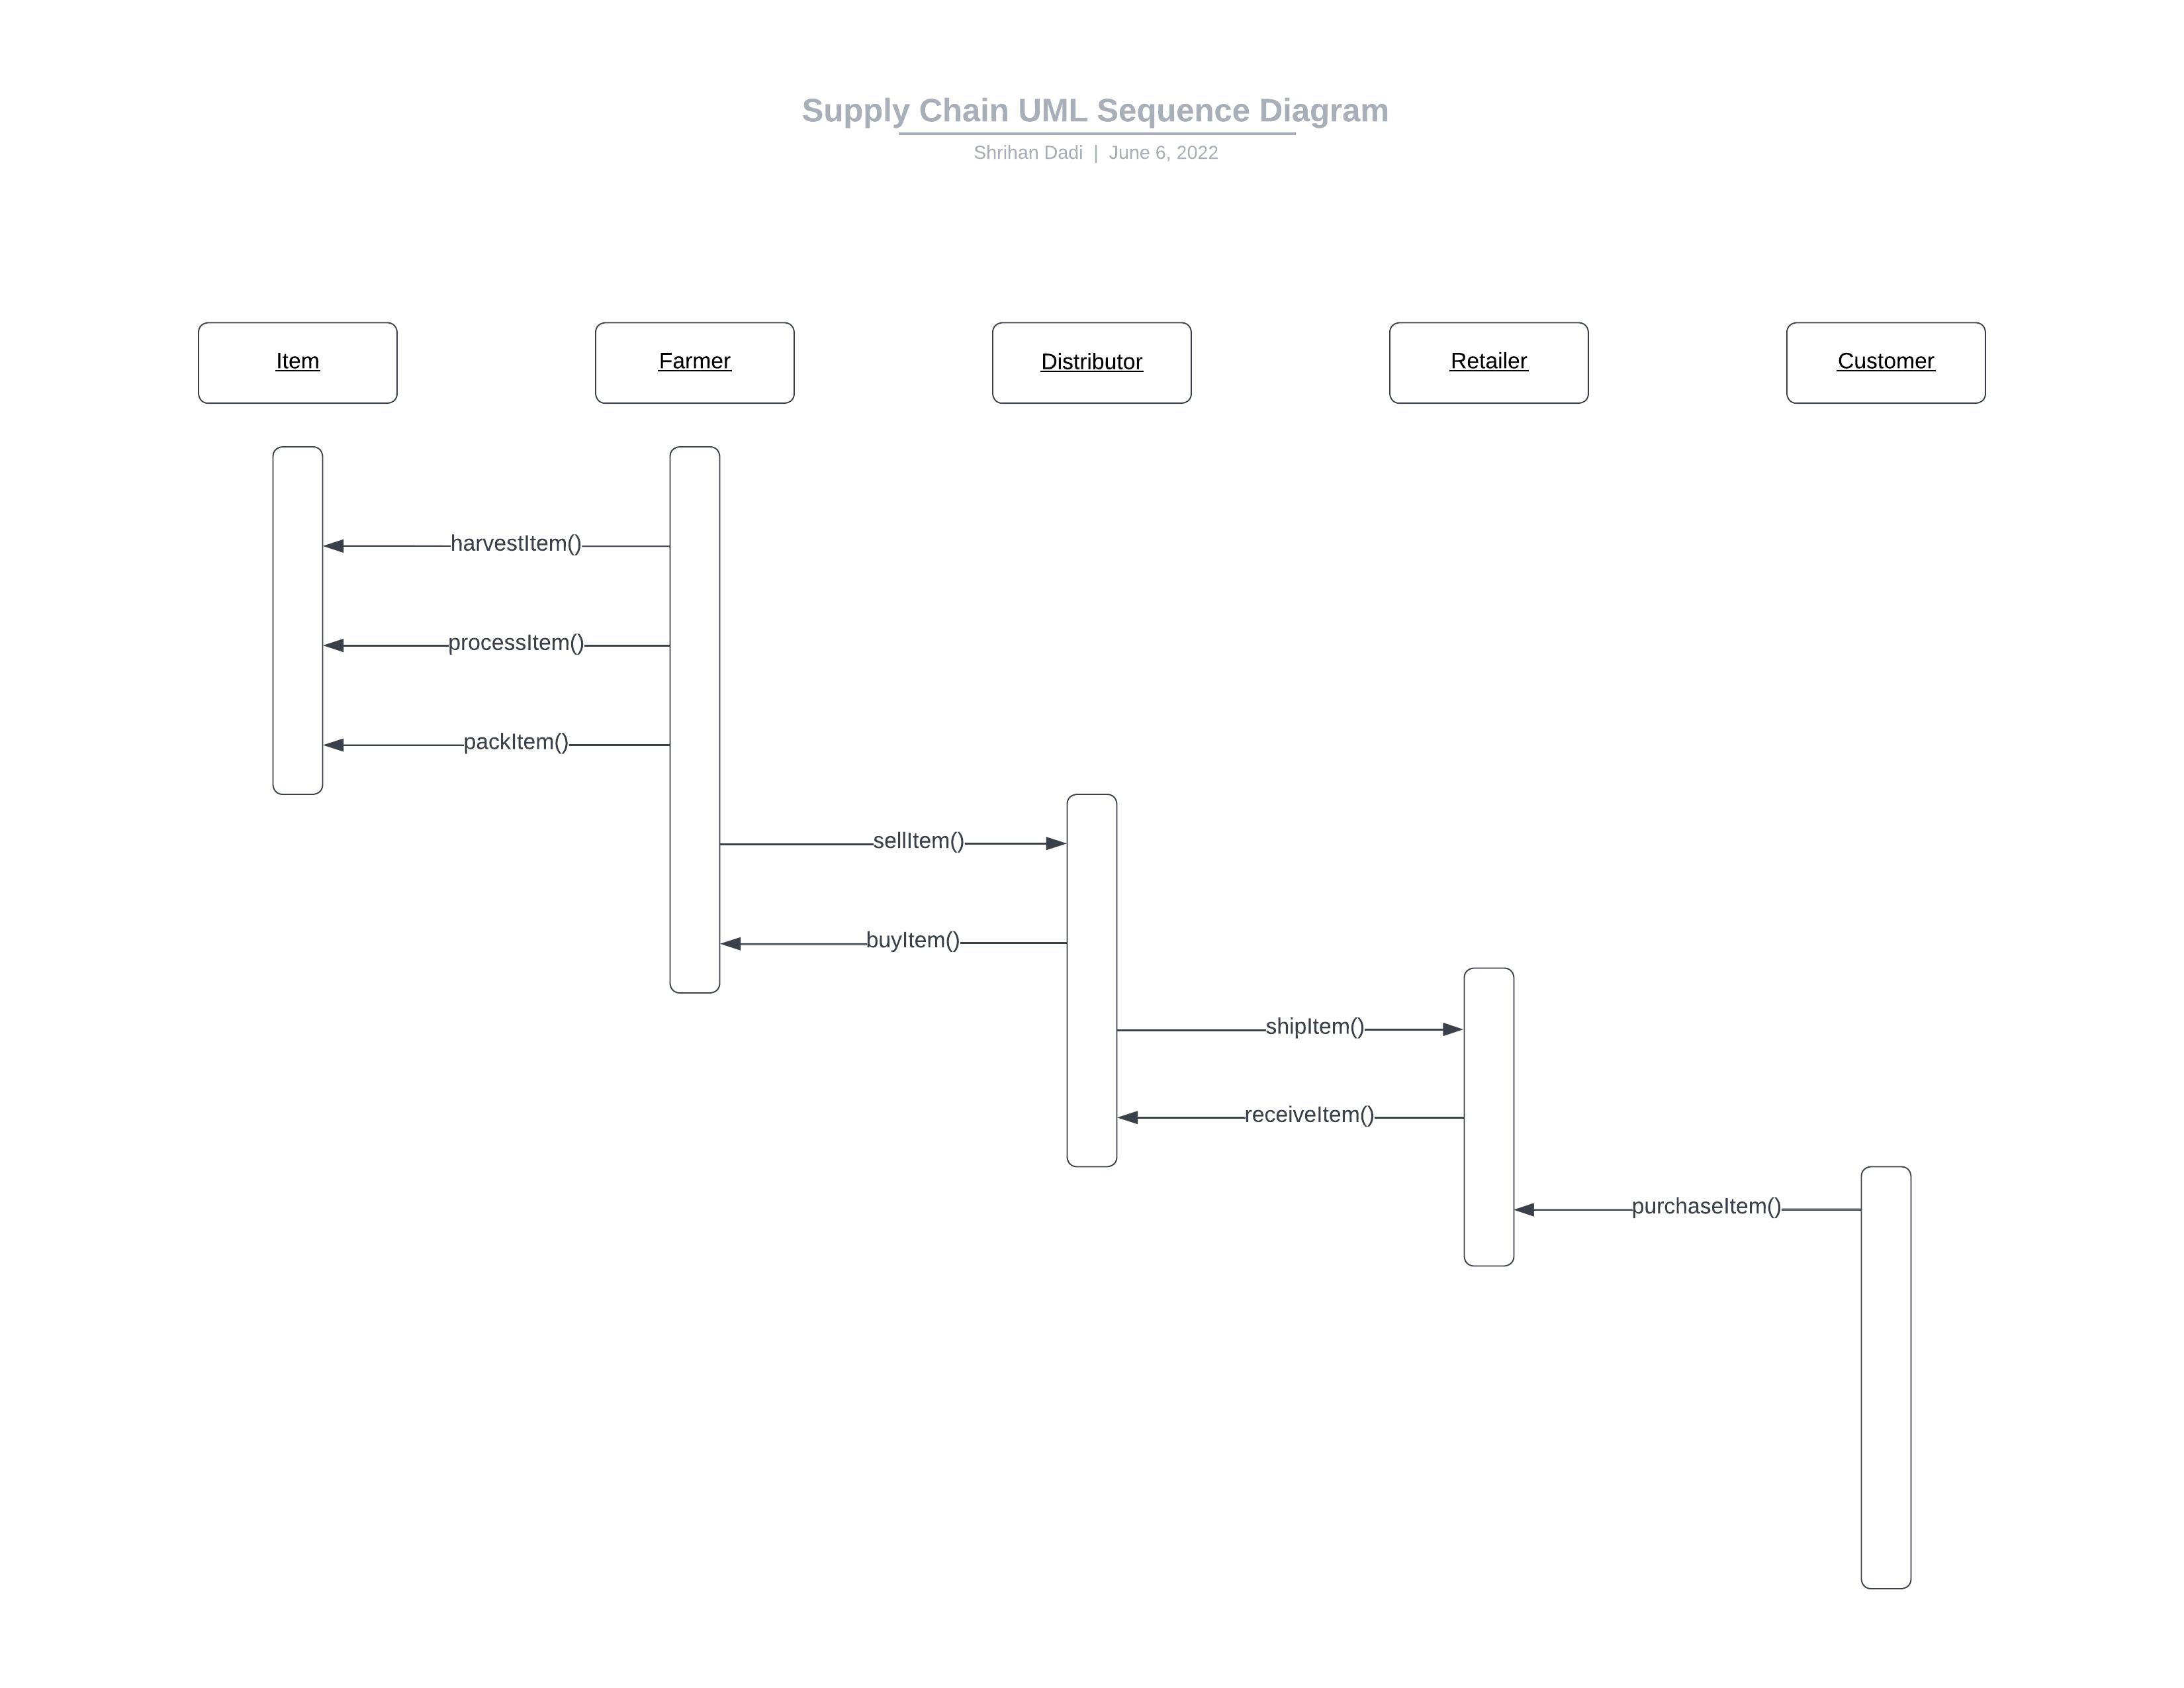 Supply Chain UML Sequence Diagram
Shrihan Dadi | June 6, 2022
Item
Farmer
Distributor
Retailer
Customer
harvestItem()
processItem()
packItem()
sellItem()
buyItem()
shipItem()
receiveItem()
purchaseItem()